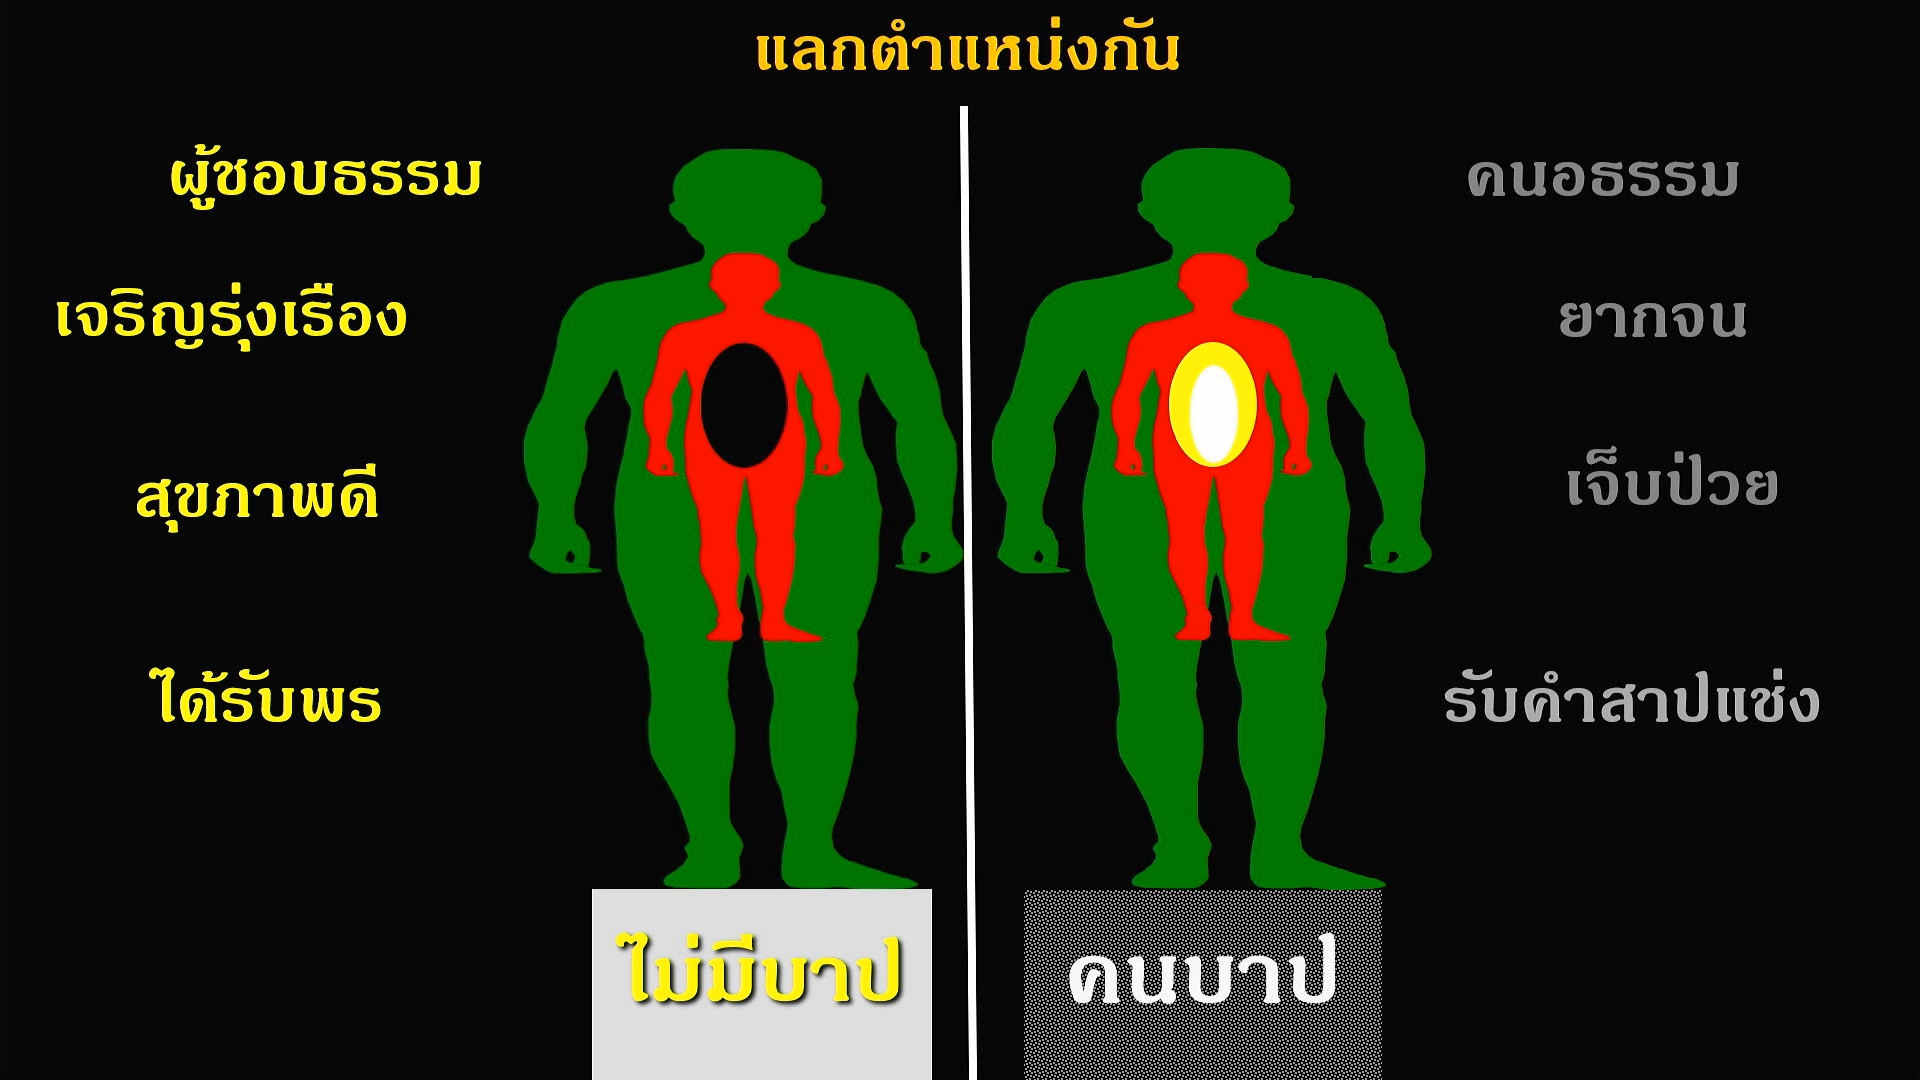 แลกตำแหน่งกัน
ผู้ชอบธรรม
คนอธรรม
เจริญรุ่งเรือง
ยากจน
สุขภาพดี
เจ็บป่วย
ได้รับพร
รับคำสาปแช่ง
ไม่มีบาป
คนบาป